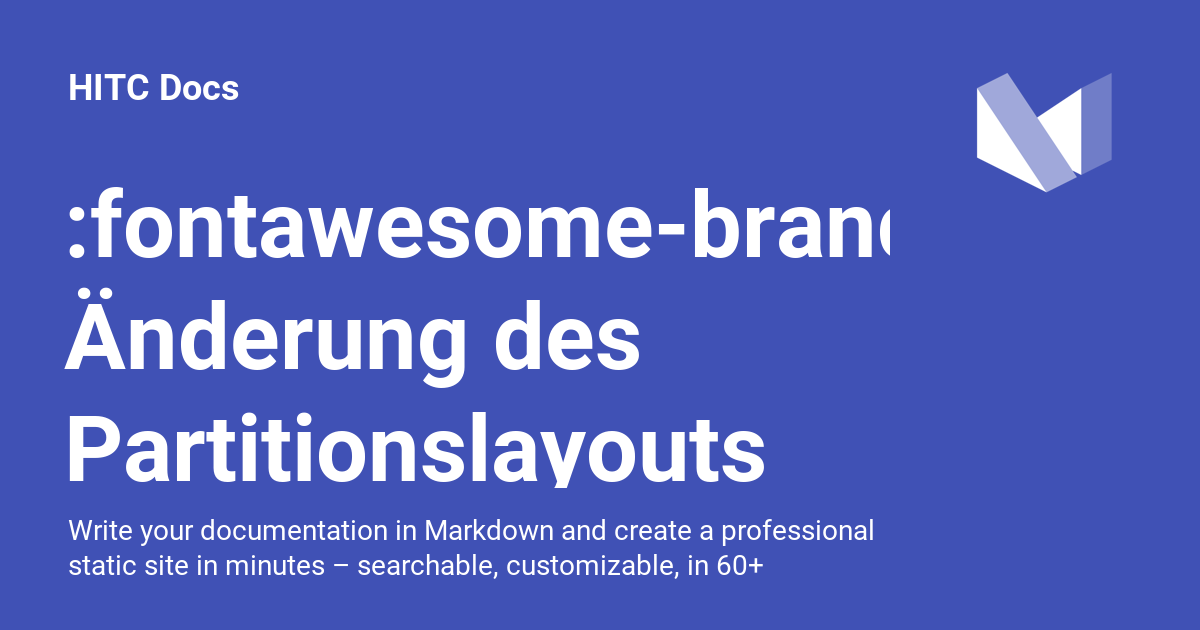 HITC Docs
:fontawesome-bran
Änderung des
Partitionslayouts
Write your documentation in Markdown and create a professional
static site in minutes – searchable, customizable, in 60+